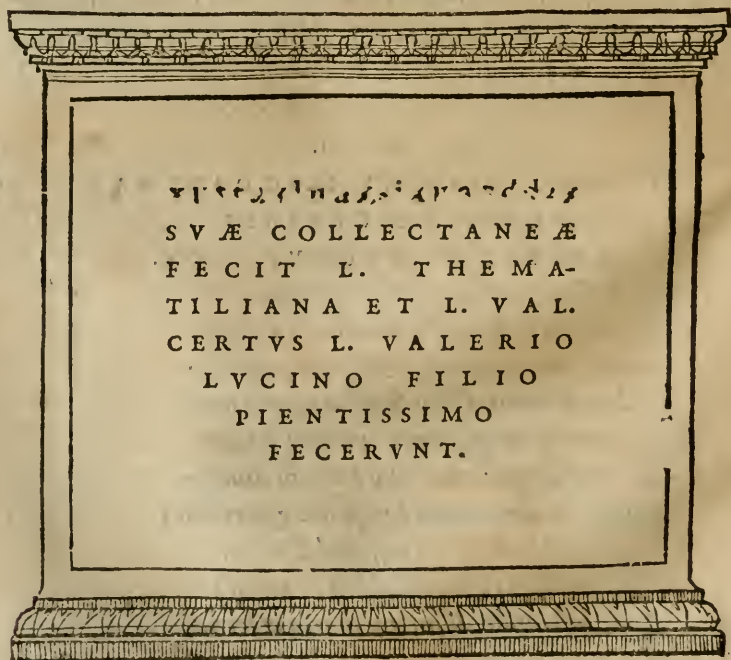 SVÆ COLLECTANEÆ
FECIT L. THEMA-
TILIANA ET L. VAL.
CERTVS L. VALERIO
LVCINO FILIO
PIENTISSIMO
FECERVNT.